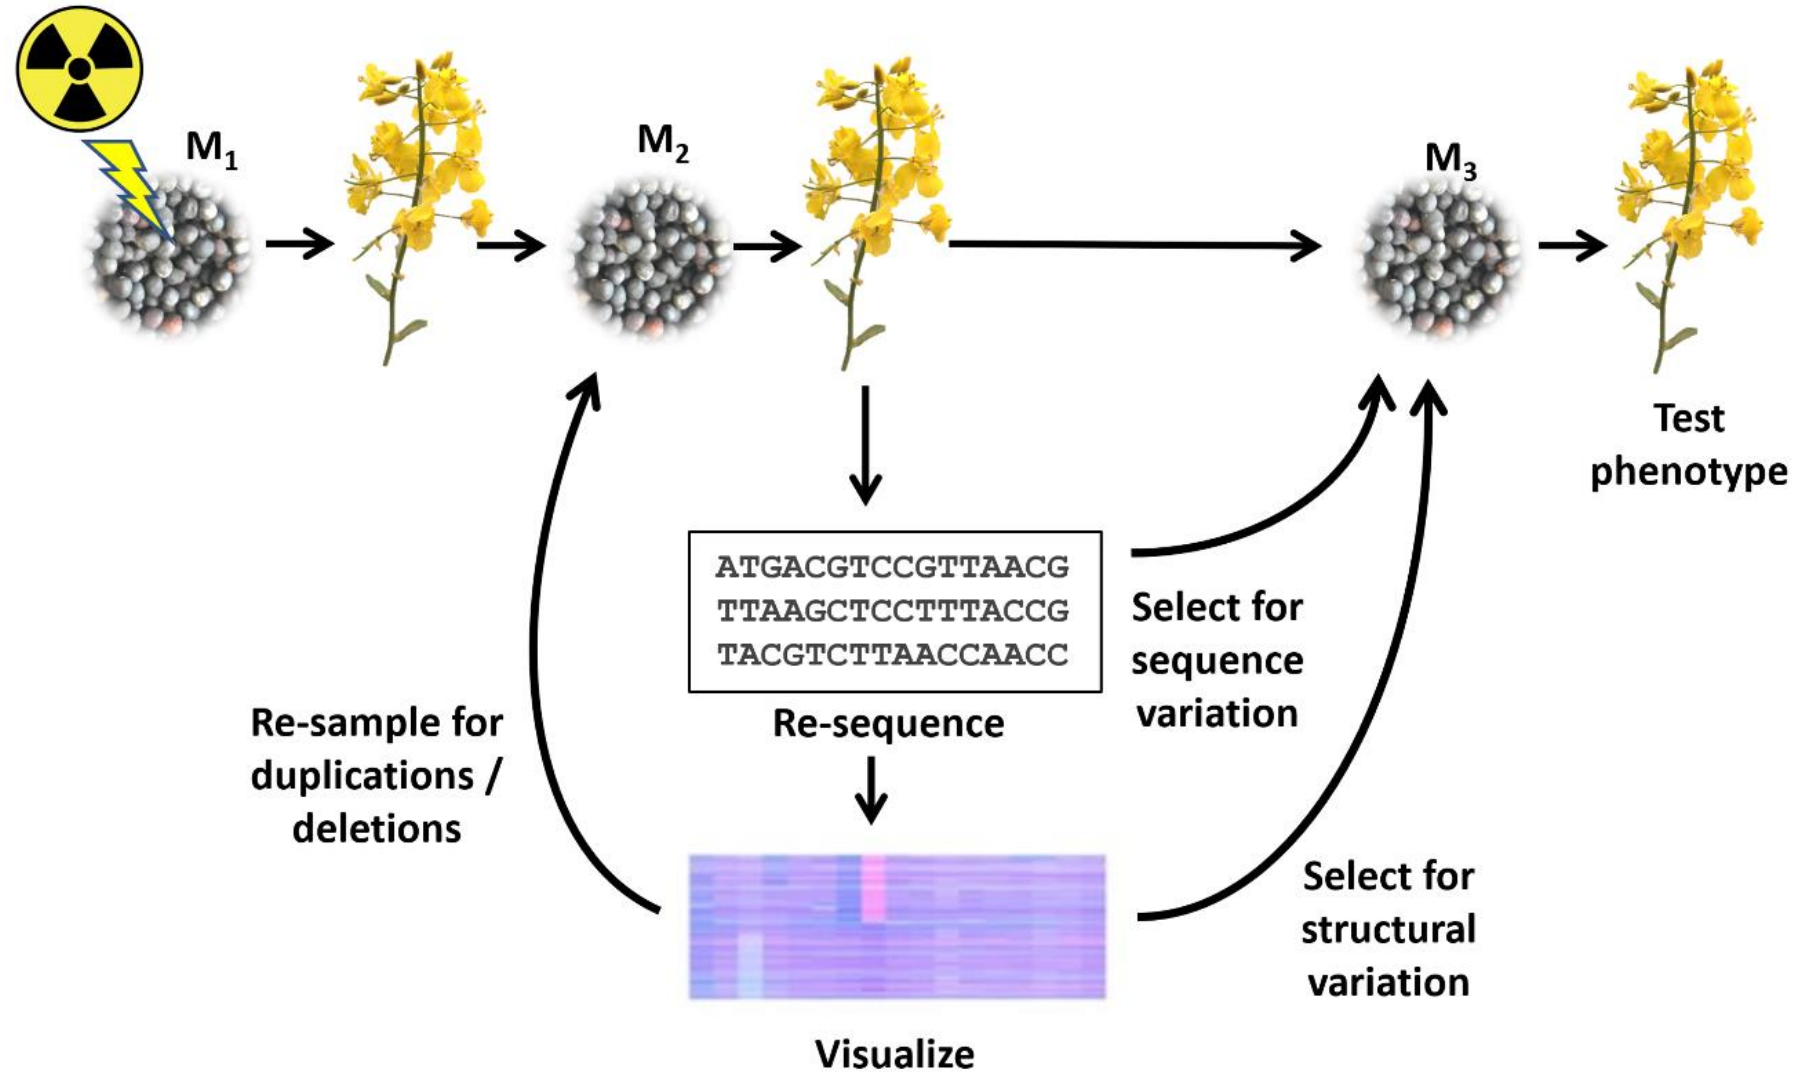 M1
M2
M3
Test
phenotype
ATGACGTCCGTTAACG
TTAAGCTCCTTTACCG
TACGTCTTAACCAACC
Re-sequence
Select for
sequence
variation
Re-sample for
duplications /
deletions
Select for
structural
variation
Visualize